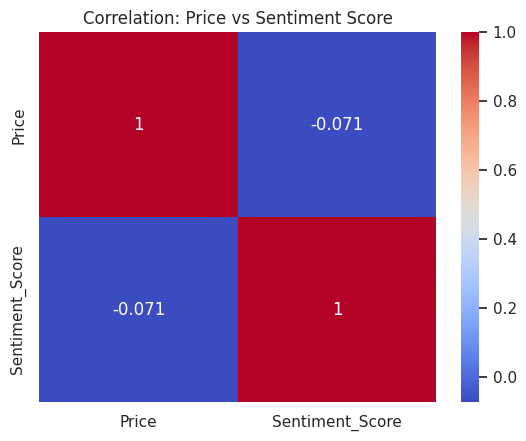 Correlation: Price vs Sentiment Score
Price
Sentiment_Score
1
-0.071
-0.071
1
Price
Sentiment_Score
1.0
0.8
0.6
0.4
0.2
0.0